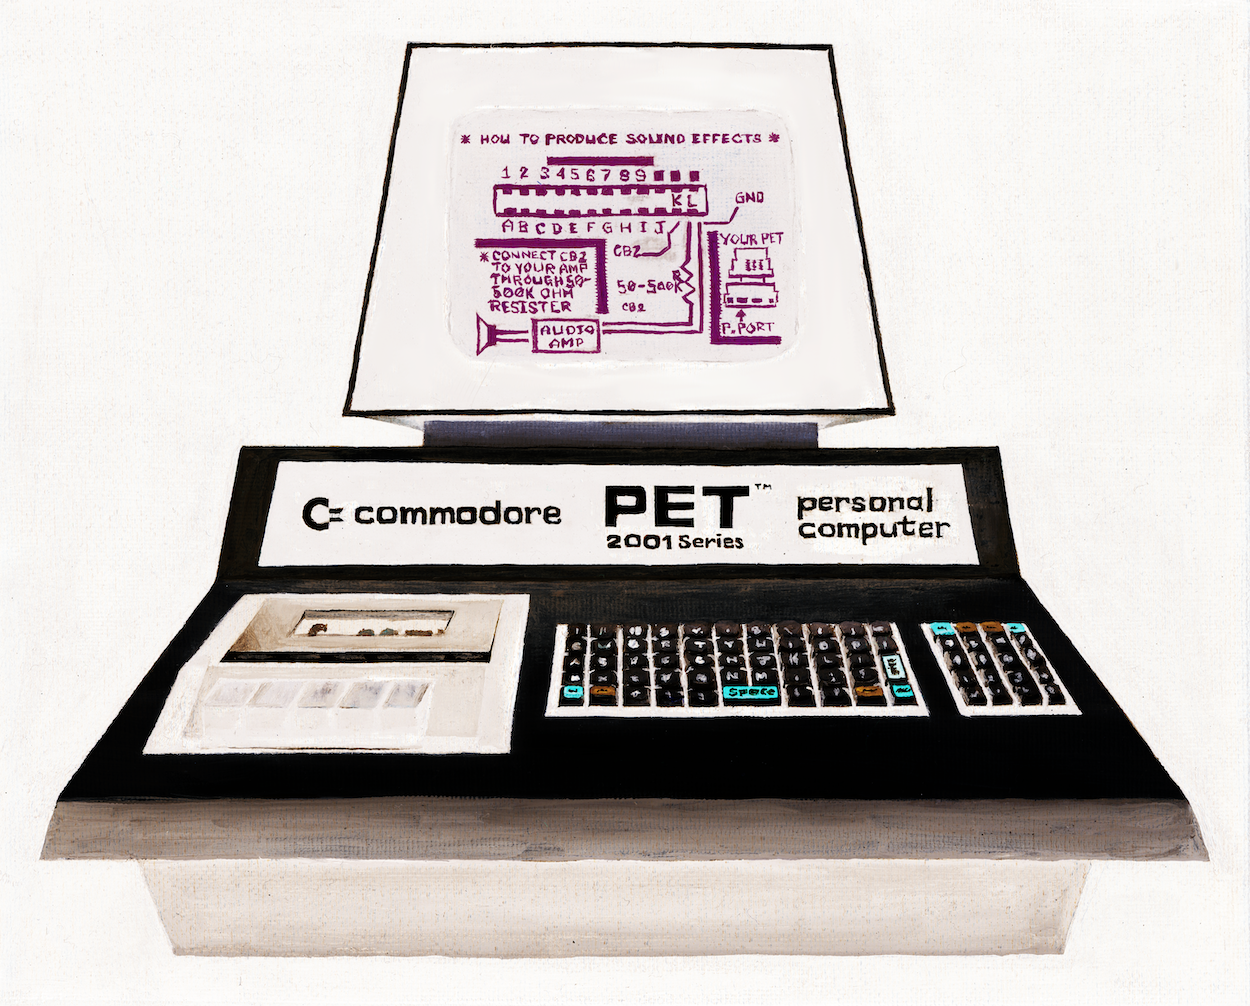 * HOW TO PRODUCE SOUND EFFECTS *
1 2 3 4 5 6 7 8 9
K L
GND
A B C D E F G H I J
CB2
YOUR PET
* CONNECT CB2
TO YOUR AMP
THROUGH 50-
500K OHM
RESISTER
50-500K
CB2
P.PORT
AUDIO
AMP
commodore
PET™
2001 Series
personal
computer
Space